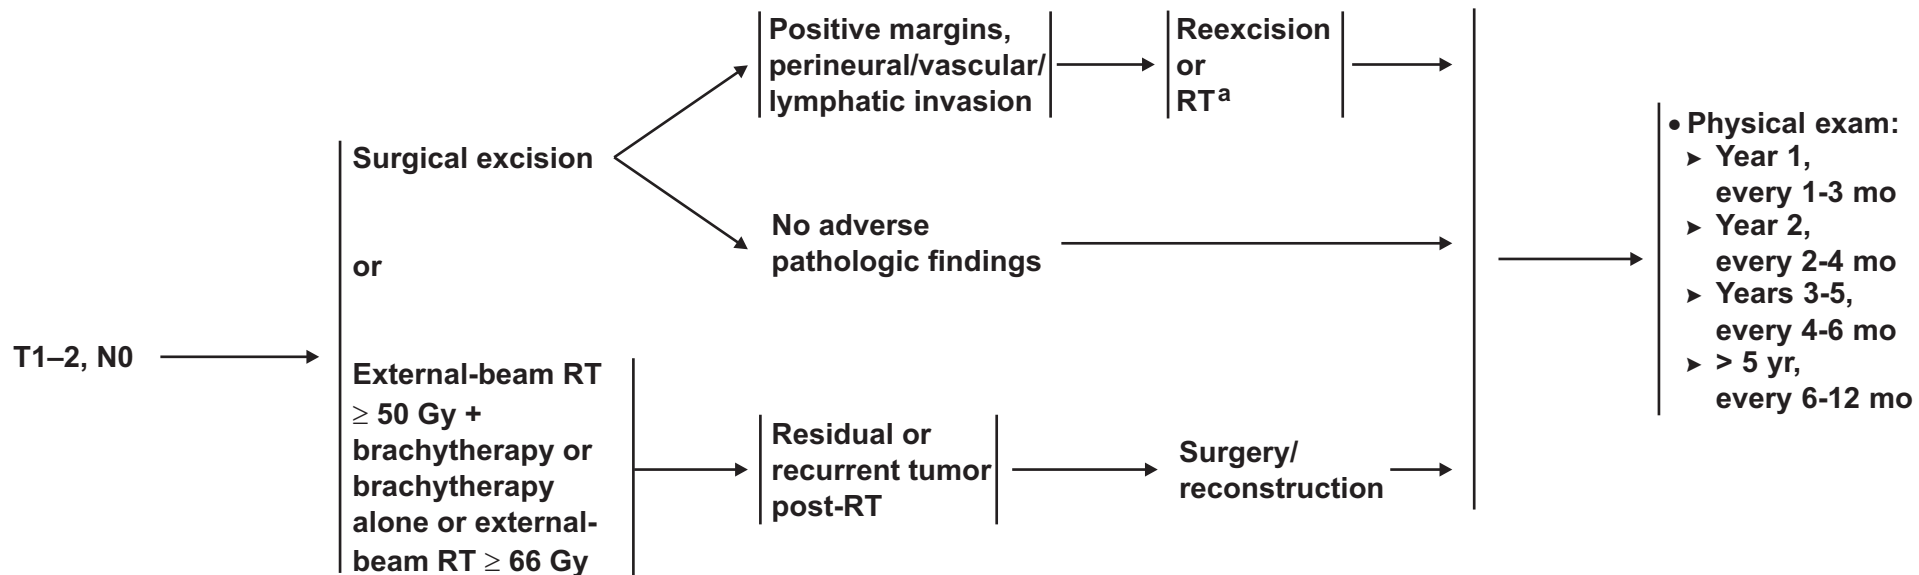 T1–2, N0
Surgical excision
or
External-beam RT
≥ 50 Gy +
brachytherapy or
brachytherapy
alone or external-
beam RT ≥ 66 Gy
Positive margins,
perineural/vascular/
lymphatic invasion
Reexcision
or
RTᵃ
No adverse
pathologic findings
Residual or
recurrent tumor
post-RT
Surgery/
reconstruction
• Physical exam:
➤ Year 1,
every 1-3 mo
➤ Year 2,
every 2-4 mo
➤ Years 3-5,
every 4-6 mo
➤ > 5 yr,
every 6-12 mo